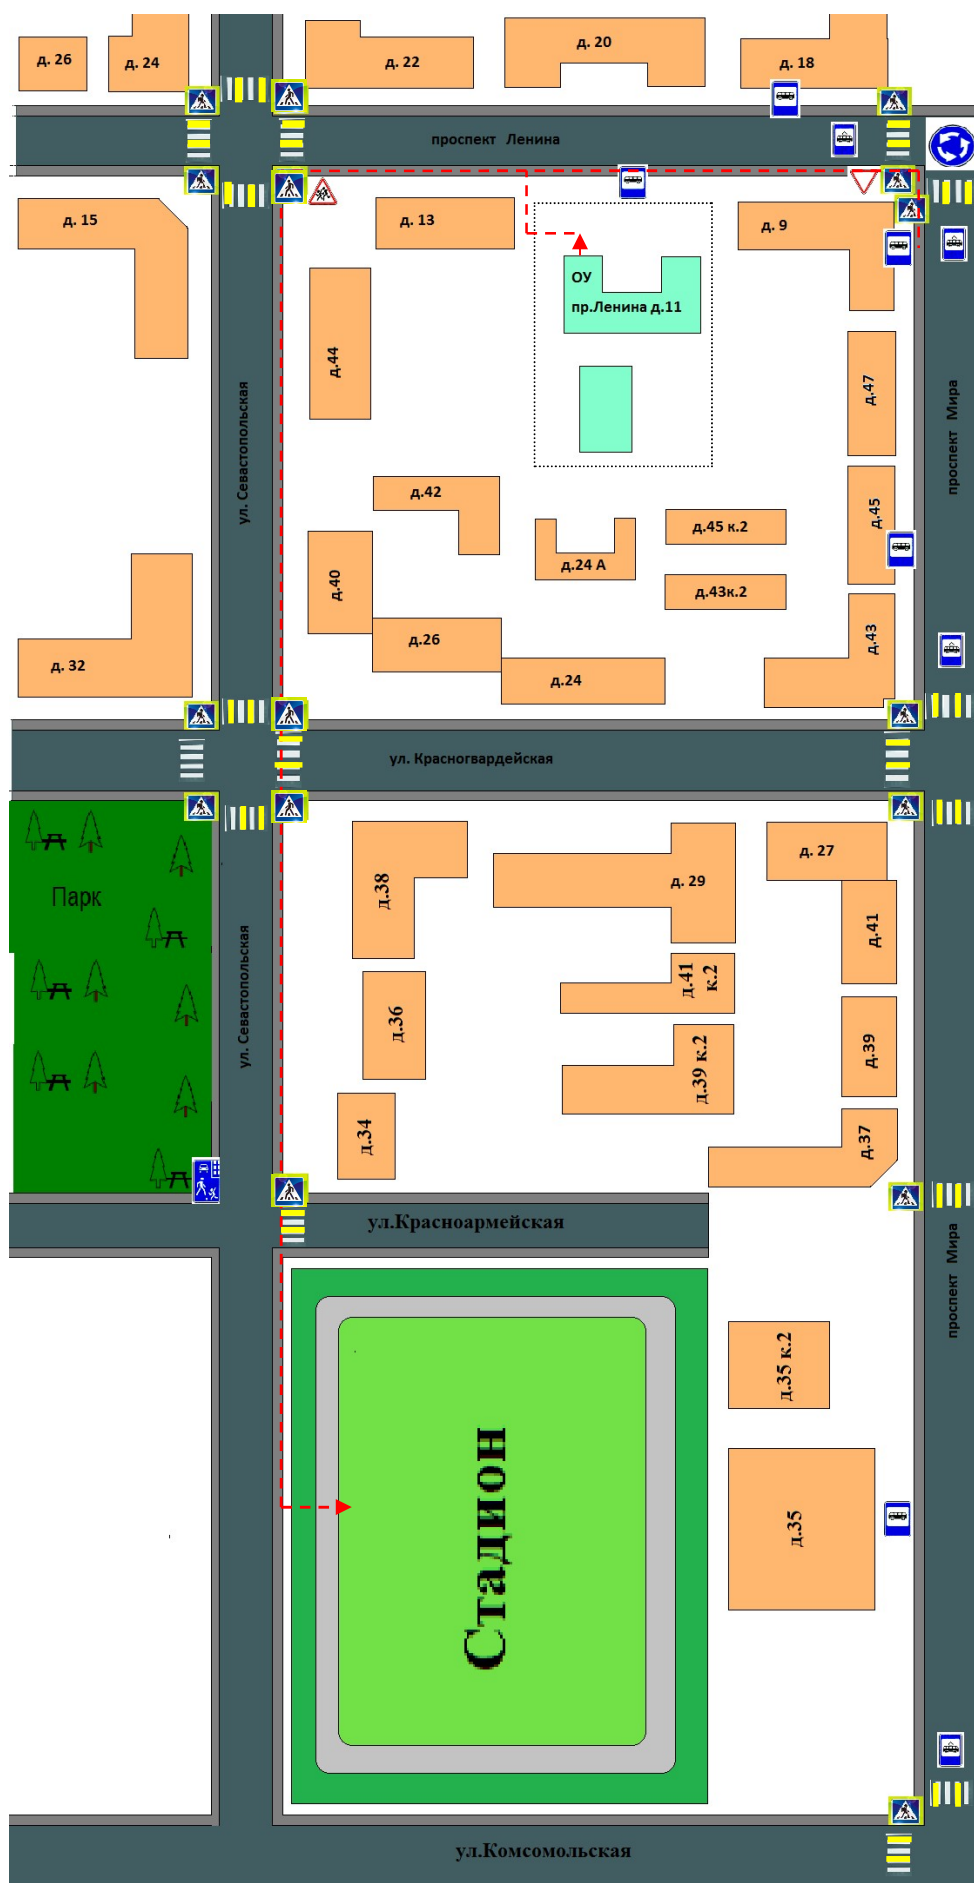 д. 26
д. 24
д. 22
д. 20
д. 18
проспект Ленина
д. 15
д. 13
д. 9
ОУ
пр.Ленина д.11
д.44
д.47
ул. Севастопольская
проспект Мира
д.42
д.45
д.45 к.2
д.24 А
д.40
д.43к.2
д.26
д.43
д. 32
д.24
ул. Красногвардейская
Парк
д.38
д. 29
д. 27
д.41
д.41
к.2
ул. Севастопольская
д.36
д.39 к.2
д.39
д.34
д.37
ул.Красноармейская
проспект Мира
д.35 к.2
Стадион
д.35
ул.Комсомольская